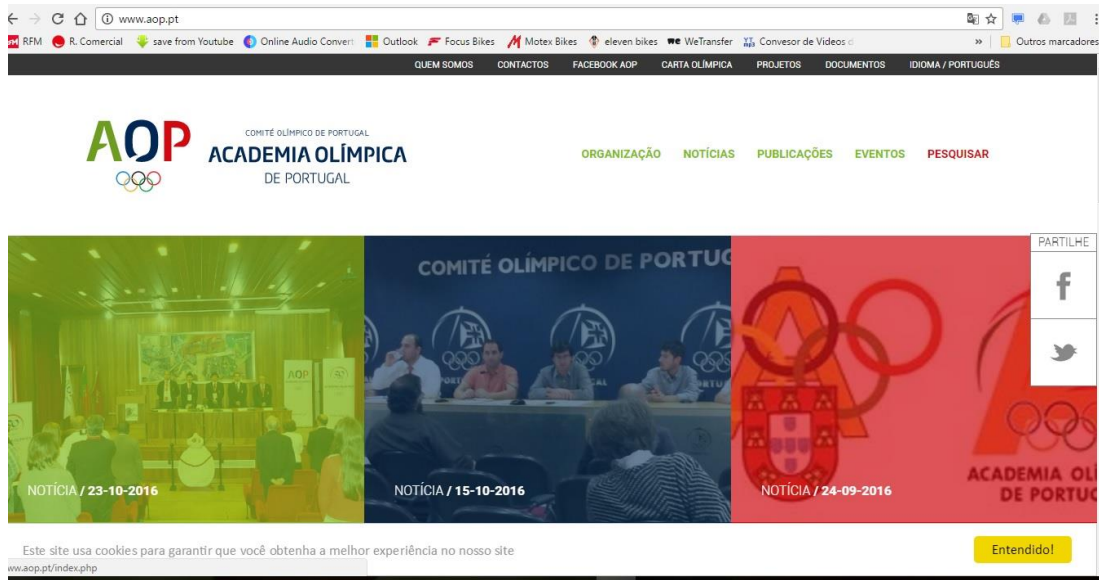 www.aop.pt
RFM R. Comercial save from Youtube Online Audio Convert Outlook Focus Bikes Motex Bikes eleven bikes we WeTransfer Convesor de Videos d » Outros marcadores
QUEM SOMOS CONTACTOS FACEBOOK AOP CARTA OLÍMPICA PROJETOS DOCUMENTOS IDIOMA / PORTUGUÊS
AOP
COMITÉ OLÍMPICO DE PORTUGAL
ACADEMIA OLÍMPICA
DE PORTUGAL
ORGANIZAÇÃO NOTÍCIAS PUBLICAÇÕES EVENTOS PESQUISAR
PARTILHE
COMITÉ OLÍMPICO DE PORTUG
AOP
NOTÍCIA / 23-10-2016
NOTÍCIA / 15-10-2016
NOTÍCIA / 24-09-2016
ACADEMIA OLÍ
DE PORTUG
Este site usa cookies para garantir que você obtenha a melhor experiência no nosso site
Entendido!
ww.aop.pt/index.php